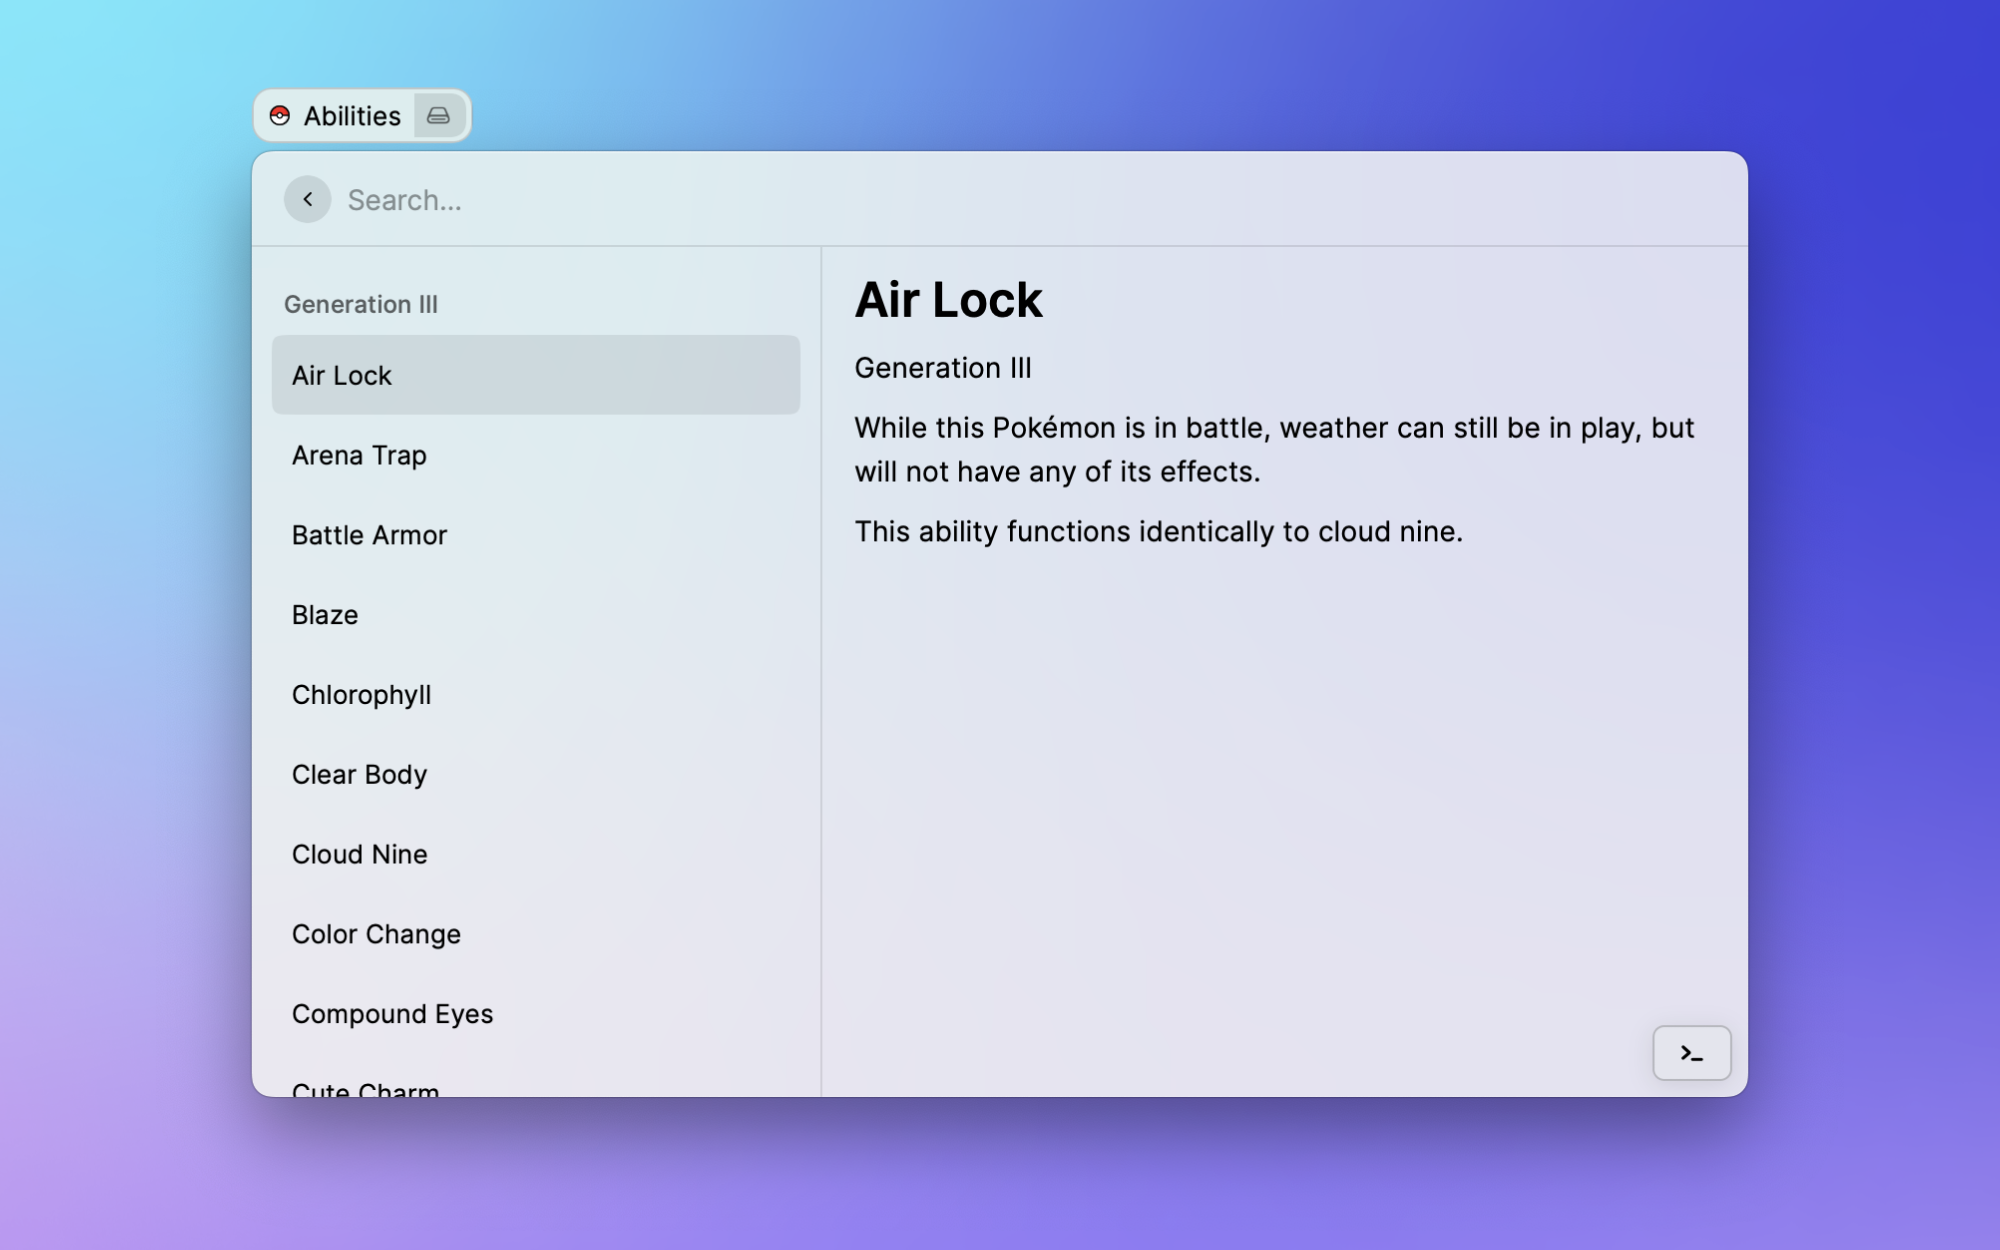 Abilities
Search...
Generation III
Air Lock
Arena Trap
Battle Armor
Blaze
Chlorophyll
Clear Body
Cloud Nine
Color Change
Compound Eyes
Cute Charm
Air Lock
Generation III
While this Pokémon is in battle, weather can still be in play, but
will not have any of its effects.
This ability functions identically to cloud nine.